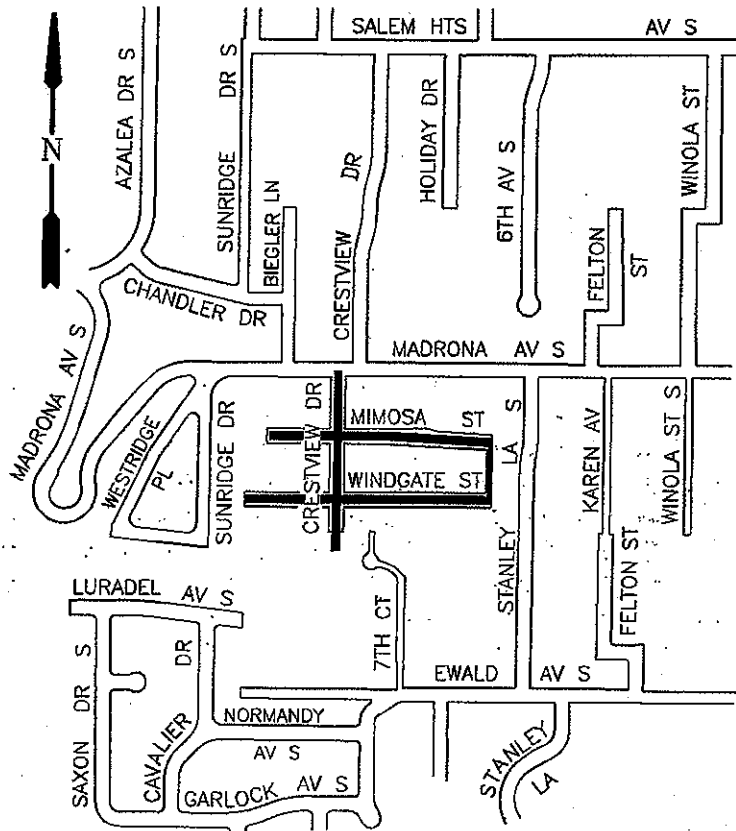 SALEM HTS AV S
N
AZALEA DR S
SUNRIDGE DR S
BIEGLER LN
CRESTVIEW DR
HOLIDAY DR
6TH AV S
FELTON ST
WINOLA ST
CHANDLER DR
MADRONA AV S
MADRONA AV S
WESTRIDGE PL
SUNRIDGE DR
CRESTVIEW DR
MIMOSA ST
WINDGATE ST
STANLEY LA S
KAREN AV
WINOLA ST S
FELTON ST
LURADEL AV S
7TH CT
EWALD AV S
SAXON DR S
CAVALIER DR
NORMANDY AV S
GARLOCK AV S
STANLEY LA